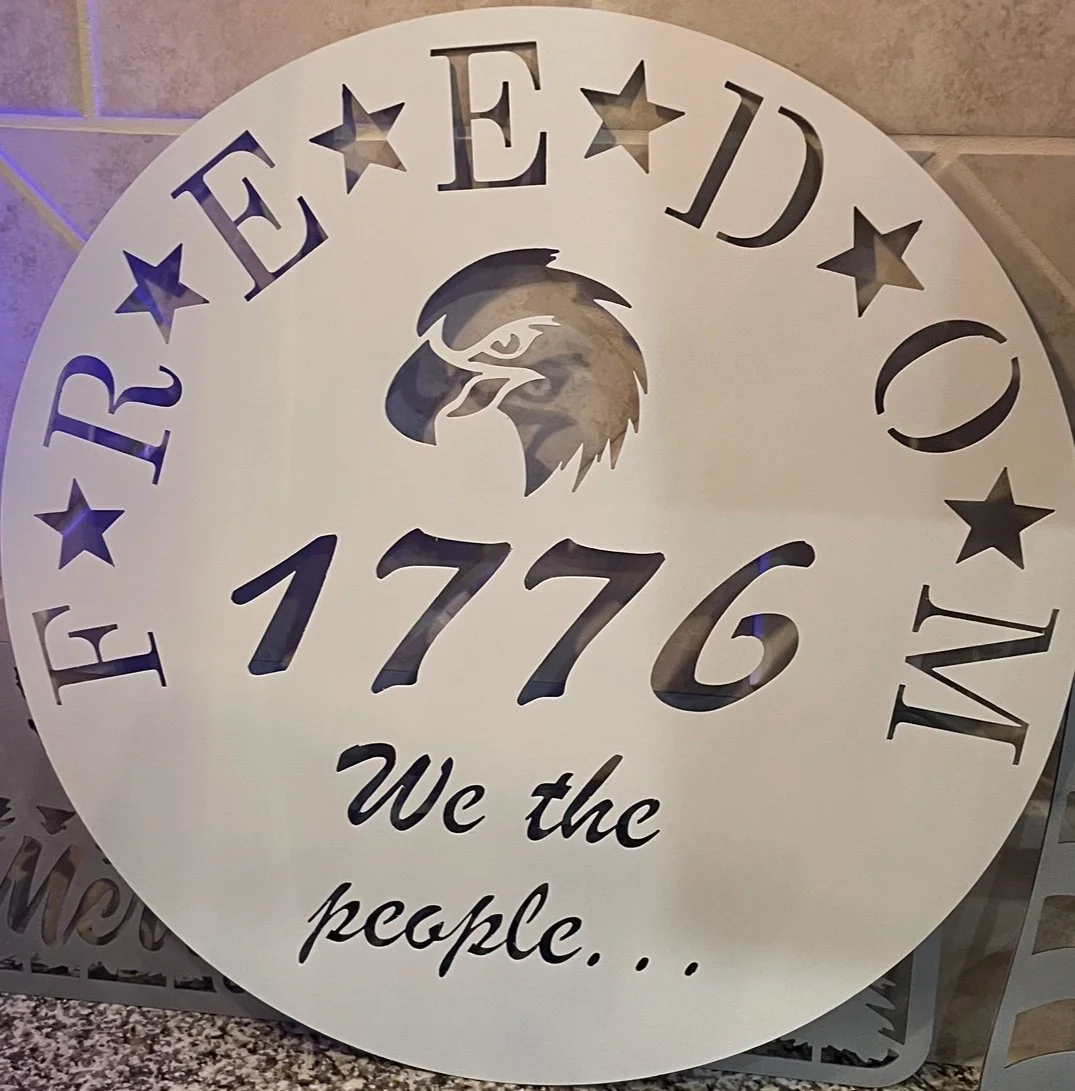 F★R★E★E★D★O★M
1776
We the
people...